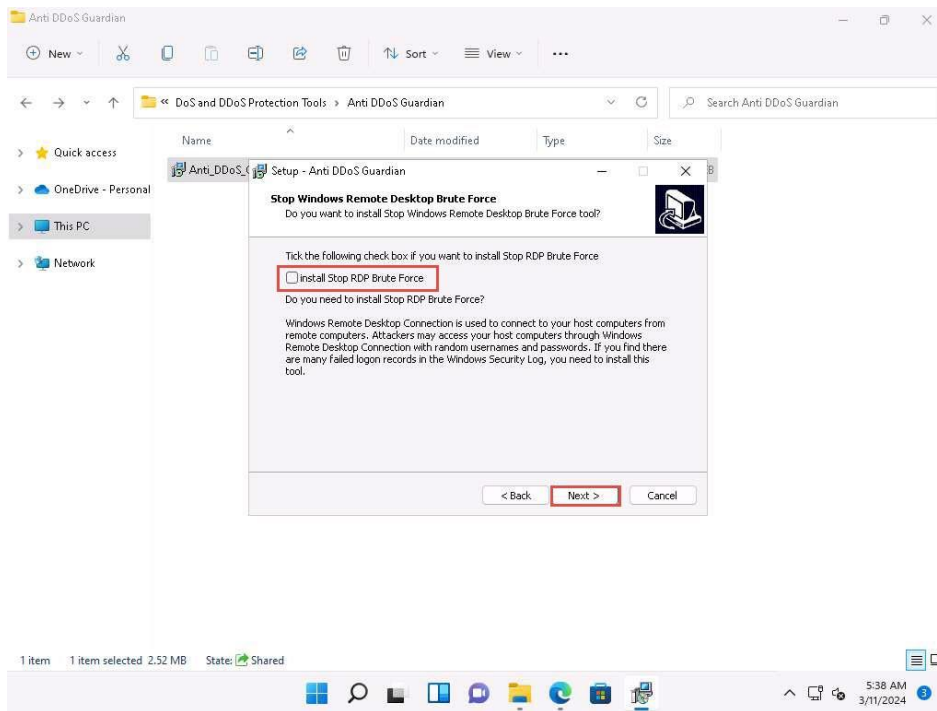 Anti DDoS Guardian
New
Sort
View
« DoS and DDoS Protection Tools > Anti DDoS Guardian
Search Anti DDoS Guardian
Name
Date modified
Type
Size
Quick access
OneDrive - Personal
This PC
Network
Anti_DDoS_
Setup - Anti DDoS Guardian
Stop Windows Remote Desktop Brute Force
Do you want to install Stop Windows Remote Desktop Brute Force tool?
Tick the following check box if you want to install Stop RDP Brute Force
install Stop RDP Brute Force
Do you need to install Stop RDP Brute Force?
Windows Remote Desktop Connection is used to connect to your host computers from
remote computers. Attackers may access your host computers through Windows
Remote Desktop Connection with random usernames and passwords. If you find there
are many failed logon records in the Windows Security Log, you need to install this
tool.
< Back
Next >
Cancel
1 item
1 item selected 2.52 MB
State: Shared
5:38 AM
3/11/2024
3